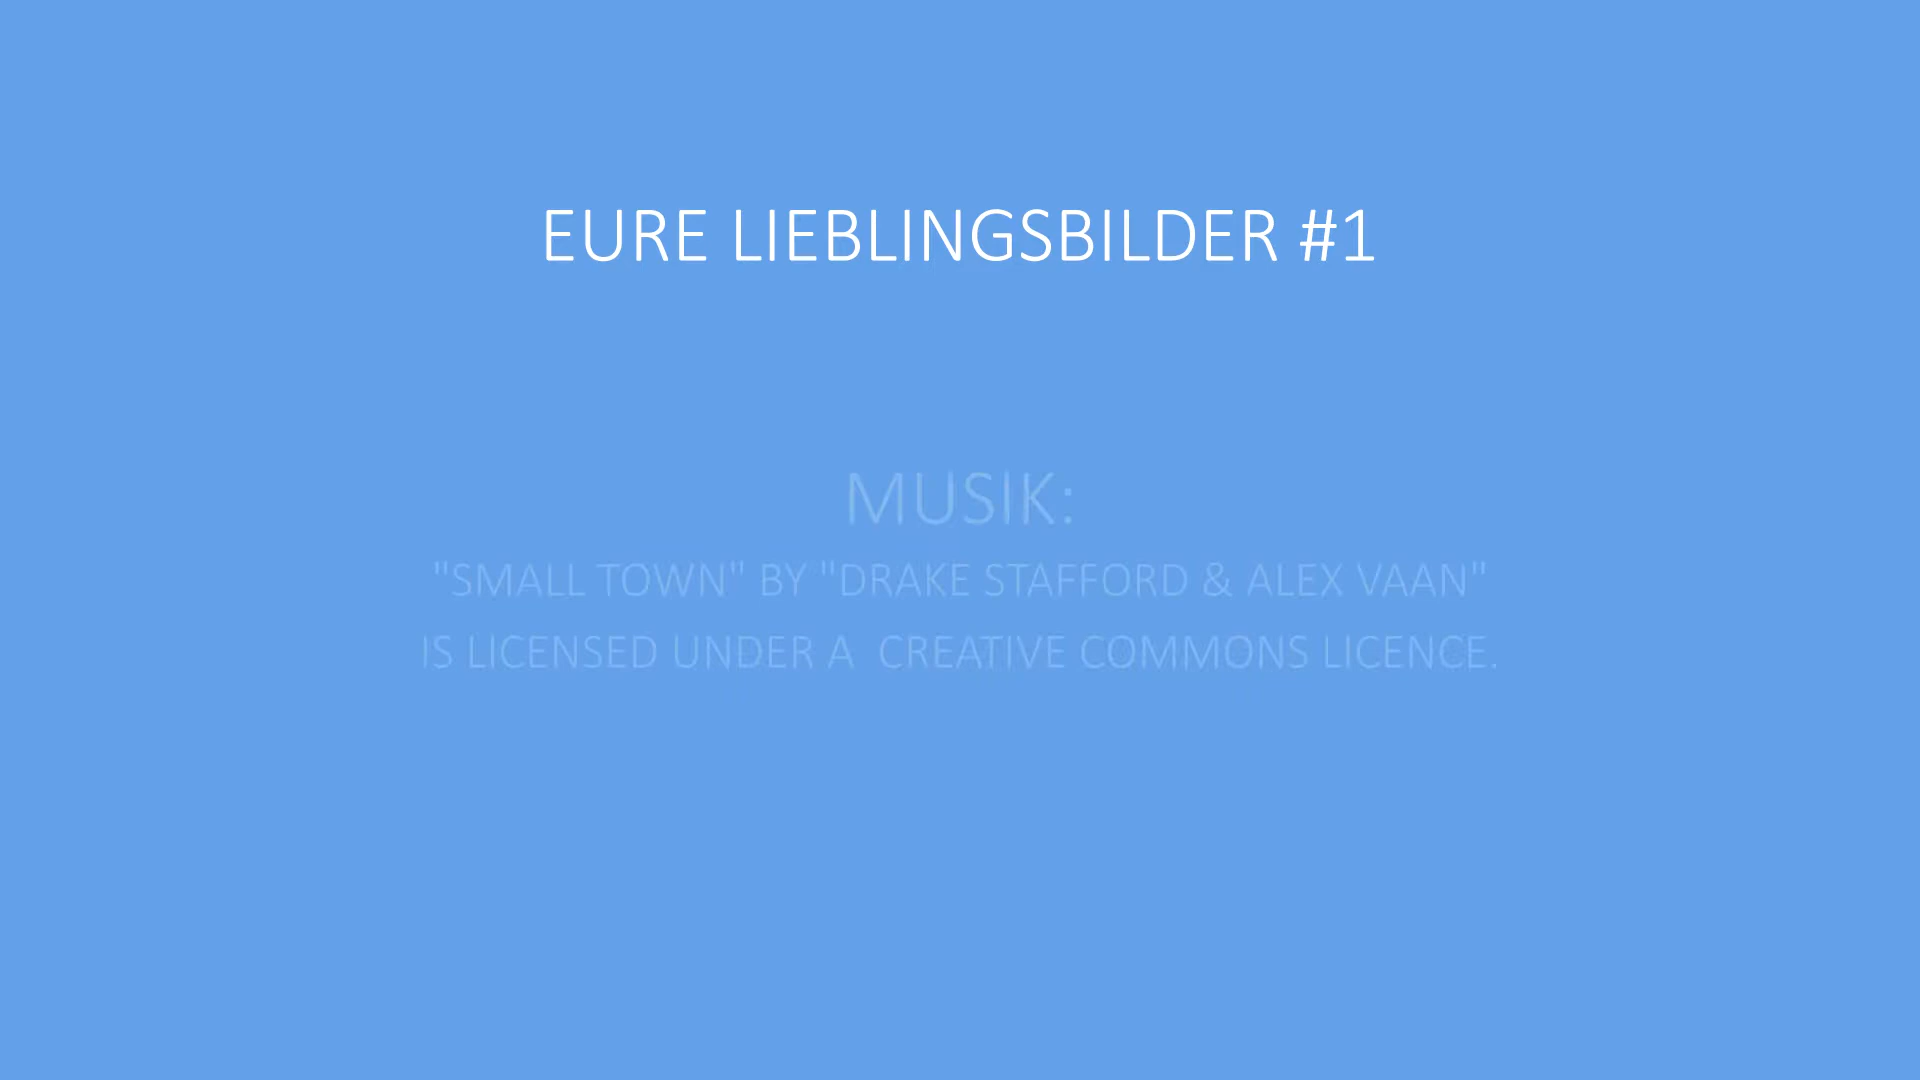 EURE LIEBLINGSBILDER #1
MUSIK:
"SMALL TOWN" BY "DRAKE STAFFORD & ALEX VAAN"
IS LICENSED UNDER A  CREATIVE COMMONS LICENCE.